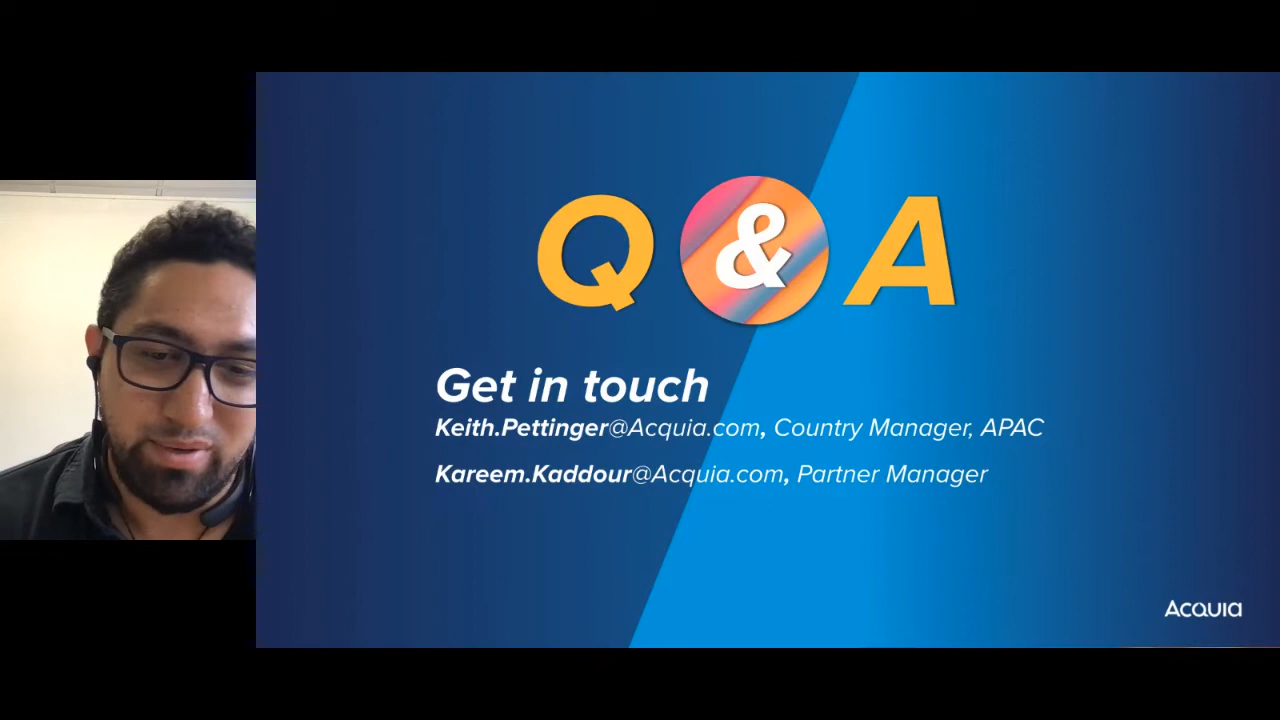 Q & A
Get in touch
Keith.Pettinger@Acquia.com, Country Manager, APAC
Kareem.Kaddour@Acquia.com, Partner Manager
Acquia